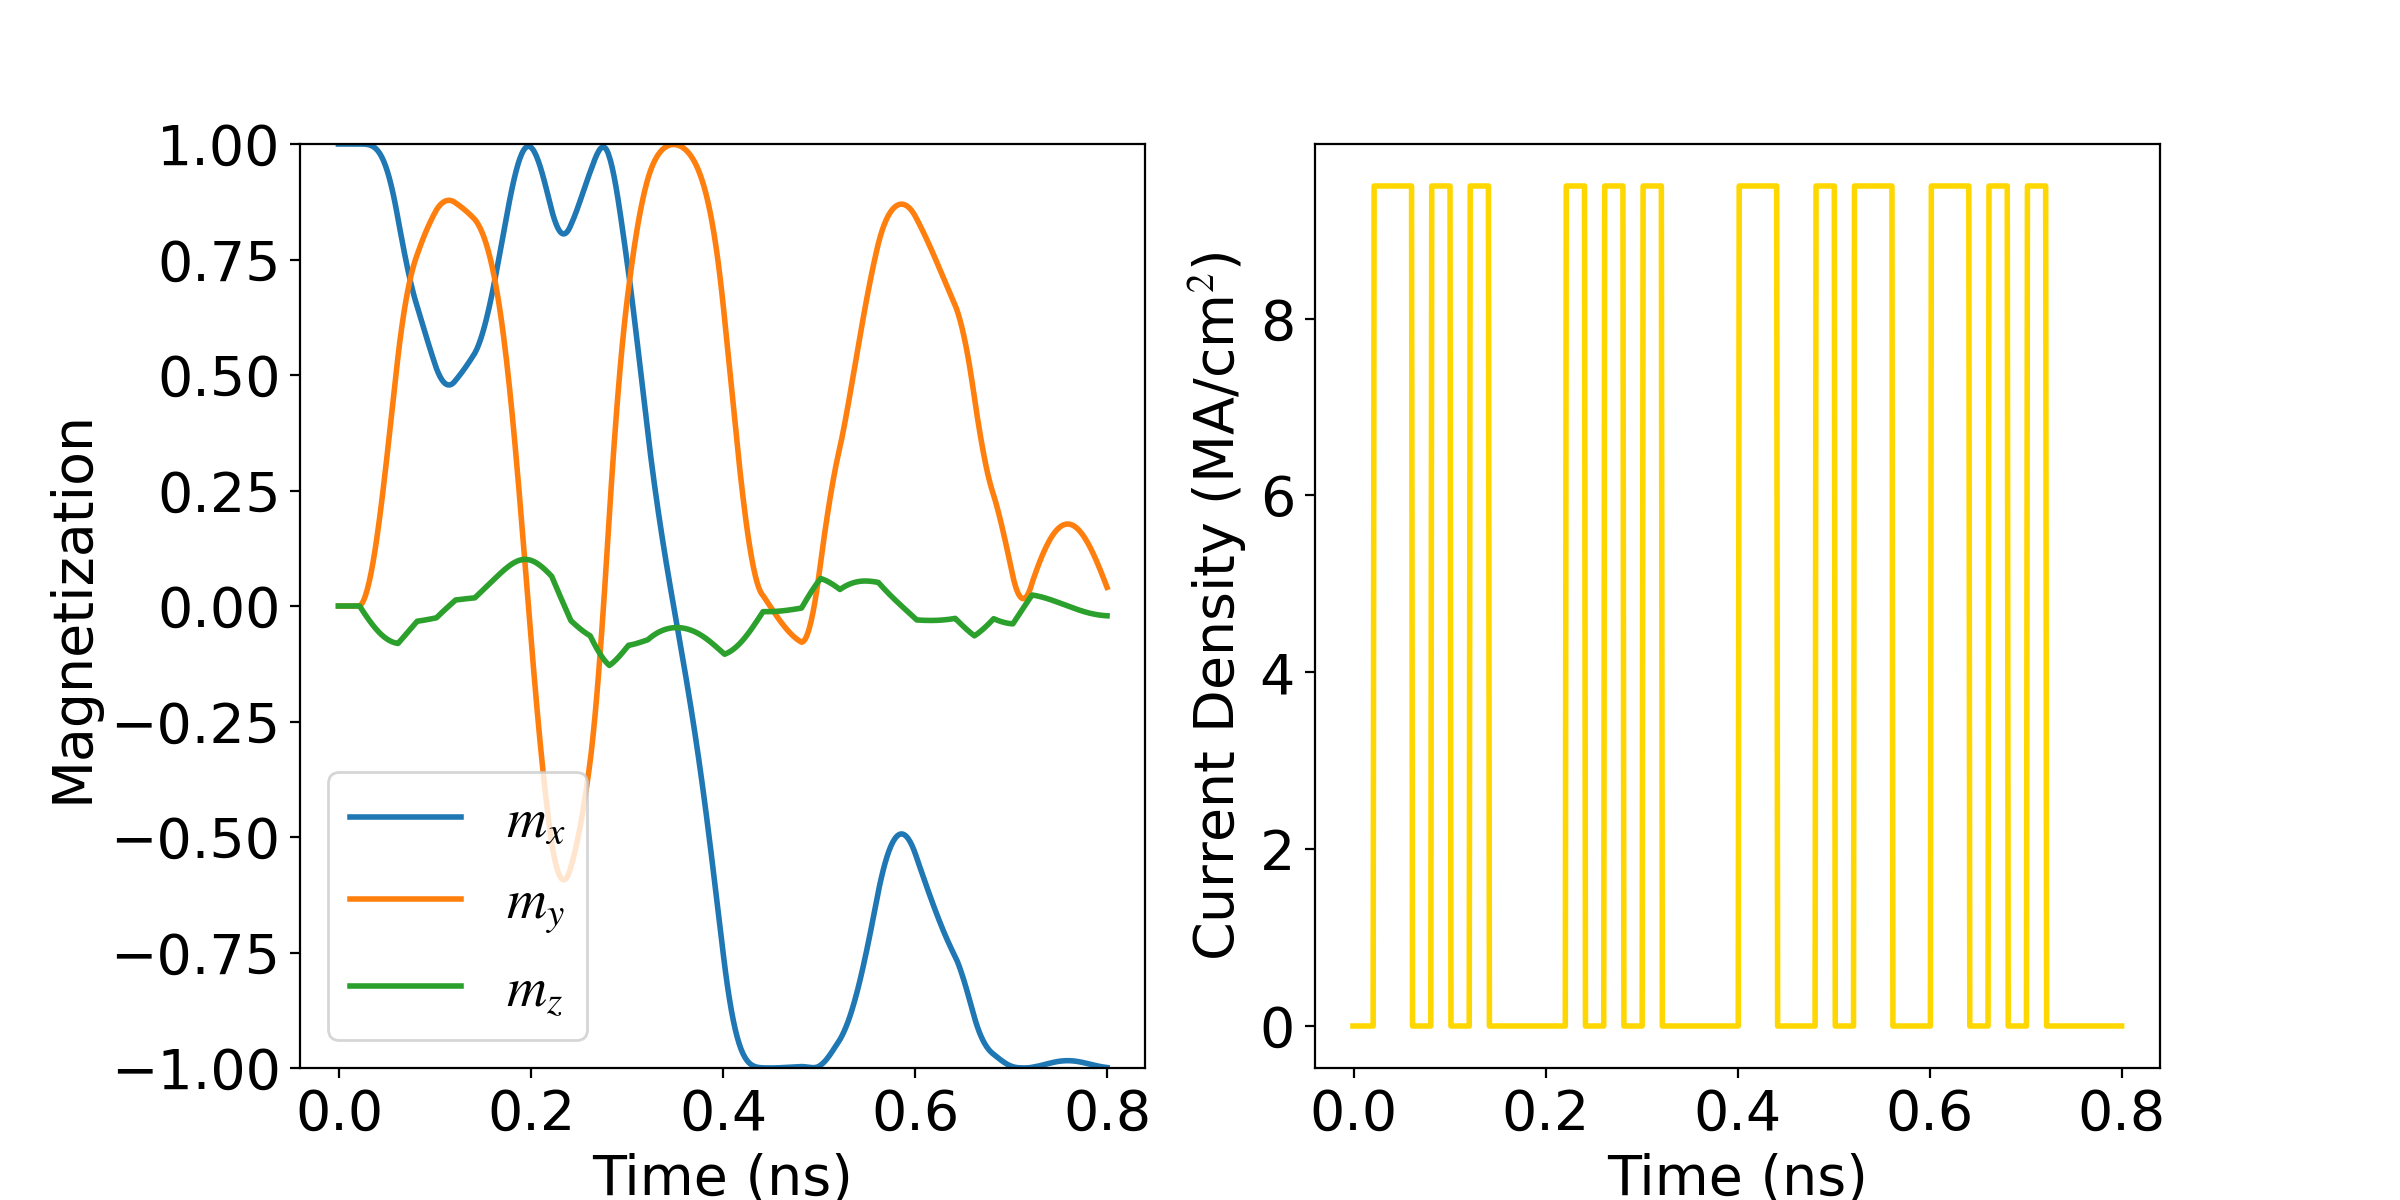 1.00
0.75
0.50
0.25
0.00
−0.25
−0.50
−0.75
−1.00
Magnetization
m_x
m_y
m_z
0.0 0.2 0.4 0.6 0.8
Time (ns)
8
6
4
2
0
Current Density (MA/cm²)
0.0 0.2 0.4 0.6 0.8
Time (ns)